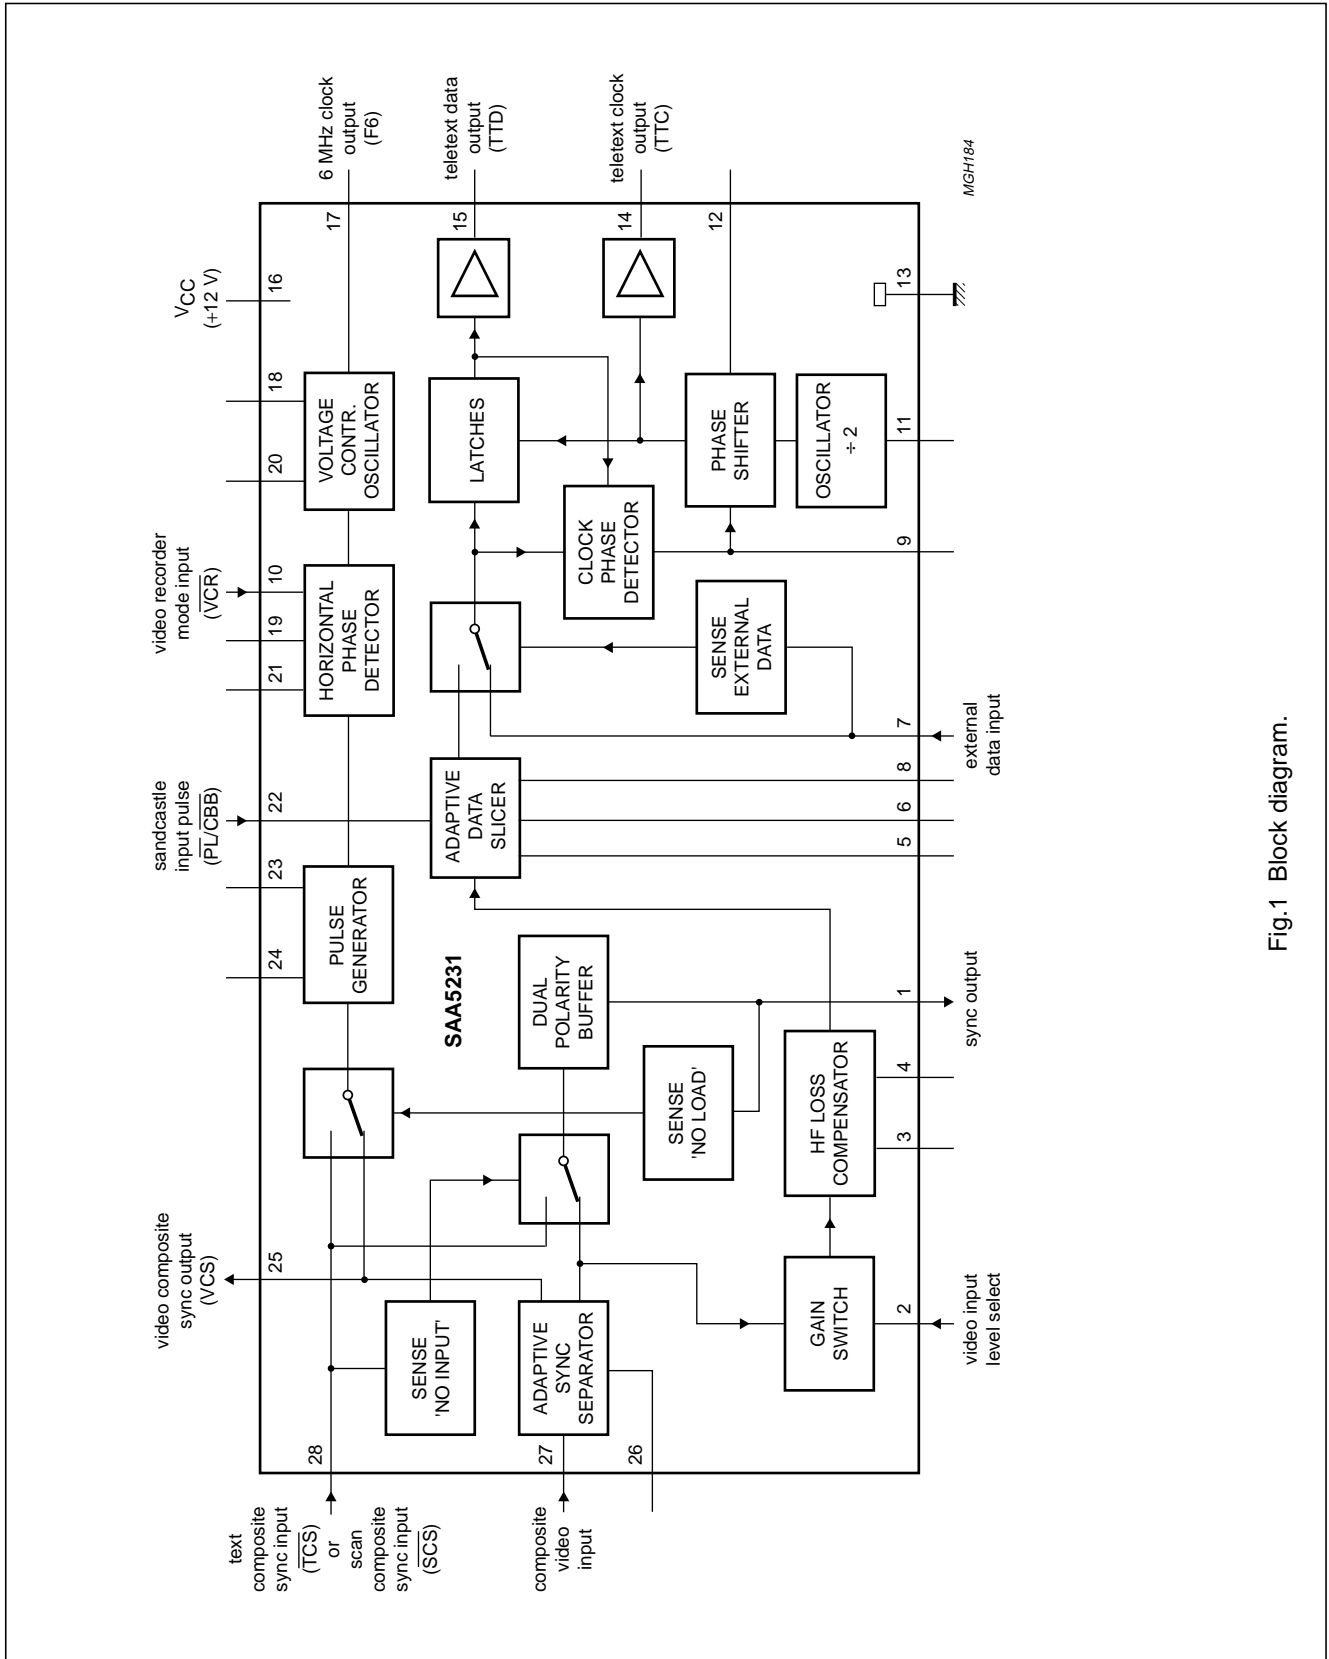 text
composite
sync input
(TCS)
or
scan
composite
sync input
(SCS)
composite
video
input
28
27
26
video composite
sync output
(VCS)
25
24
23
sandcastle
input pulse
(PL/CBB)
22
21
19
video recorder
mode input
(VCR)
10
20
18
VCC
(+12 V)
16
17
6 MHz clock
output
(F6)
PULSE
GENERATOR
HORIZONTAL
PHASE
DETECTOR
VOLTAGE
CONTR.
OSCILLATOR
SAA5231
SENSE
'NO INPUT'
ADAPTIVE
SYNC
SEPARATOR
DUAL
POLARITY
BUFFER
SENSE
'NO LOAD'
ADAPTIVE
DATA
SLICER
LATCHES
15
teletext data
output
(TTD)
CLOCK
PHASE
DETECTOR
14
teletext clock
output
(TTC)
SENSE
EXTERNAL
DATA
PHASE
SHIFTER
12
GAIN
SWITCH
HF LOSS
COMPENSATOR
OSCILLATOR
÷ 2
2
video input
level select
3
4
1
sync output
5
6
8
7
external
data input
9
11
13
MGH184
Fig.1 Block diagram.